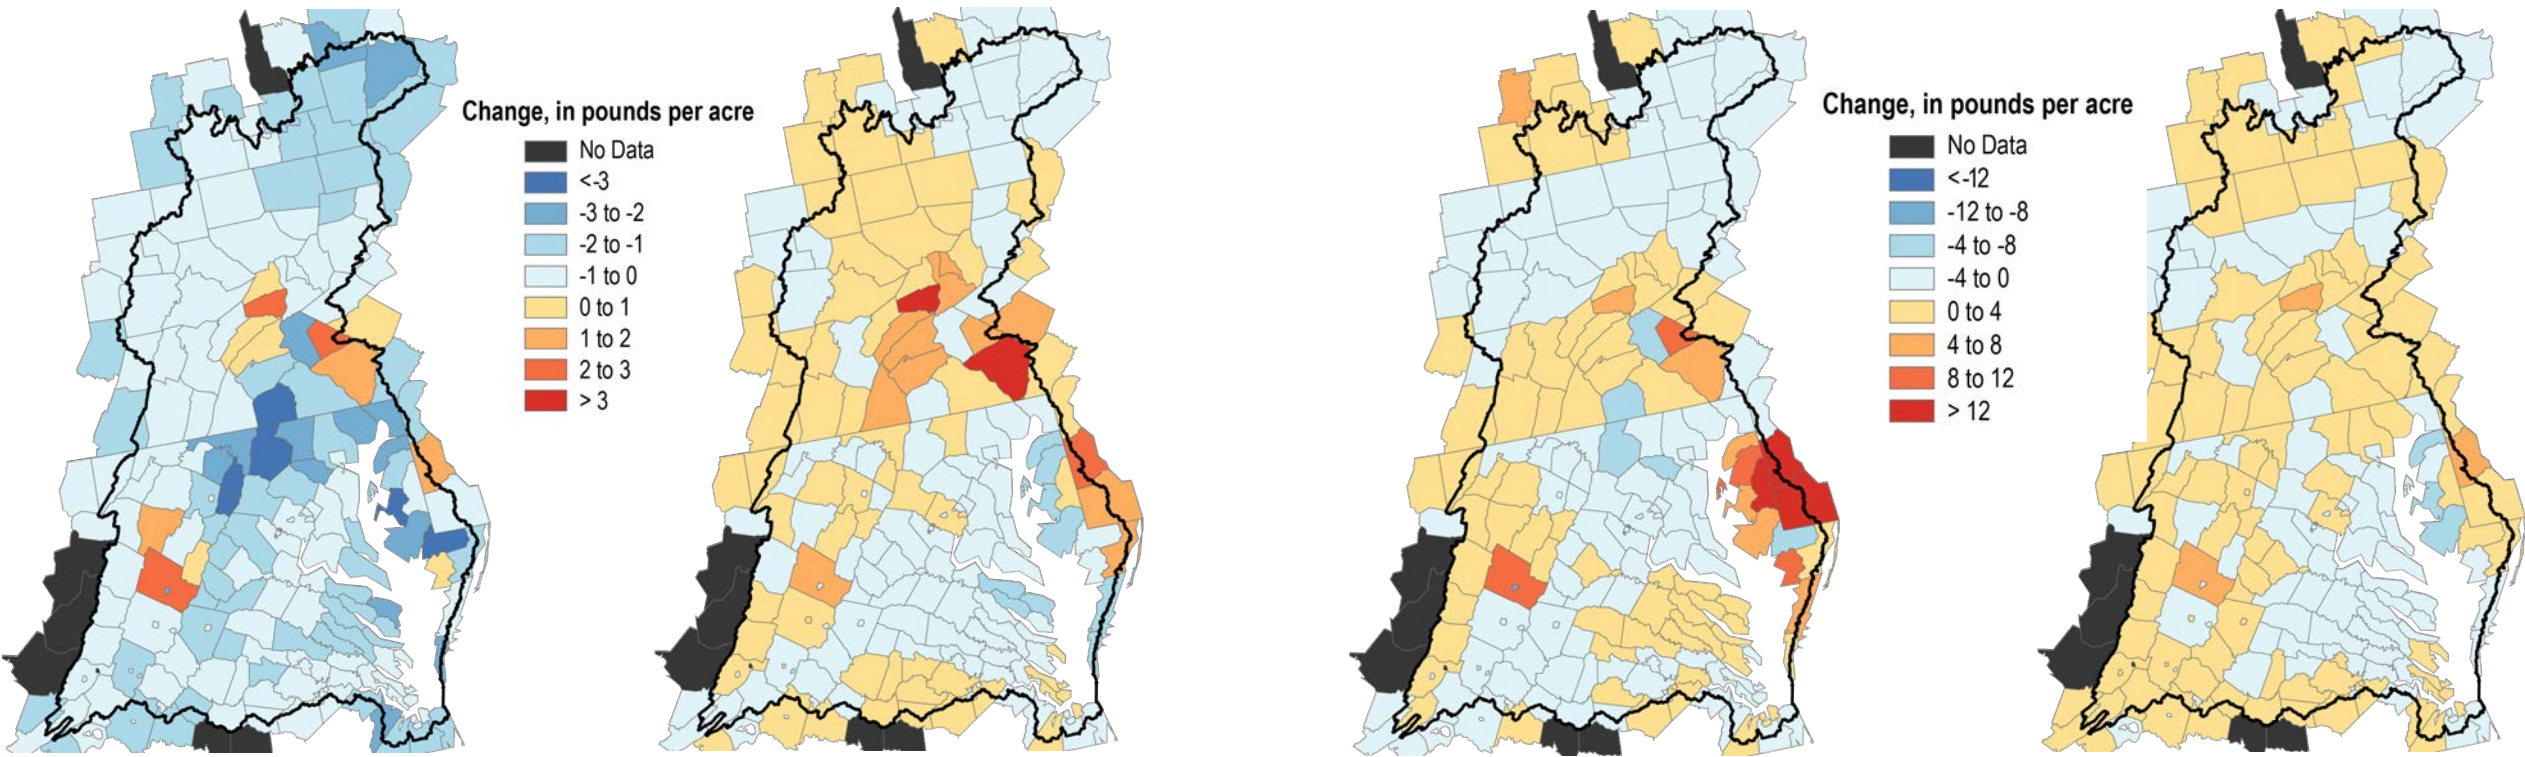 Change, in pounds per acre
No Data
<-3
-3 to -2
-2 to -1
-1 to 0
0 to 1
1 to 2
2 to 3
> 3
Change, in pounds per acre
No Data
<-12
-12 to -8
-4 to -8
-4 to 0
0 to 4
4 to 8
8 to 12
> 12